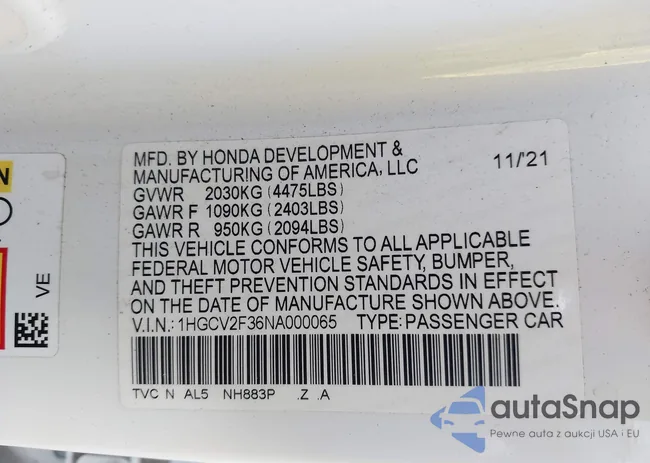 MFD. BY HONDA DEVELOPMENT &
MANUFACTURING OF AMERICA, LLC 11/'21
GVWR 2030KG (4475LBS)
GAWR F 1090KG (2403LBS)
GAWR R 950KG (2094LBS)
THIS VEHICLE CONFORMS TO ALL APPLICABLE
FEDERAL MOTOR VEHICLE SAFETY, BUMPER,
AND THEFT PREVENTION STANDARDS IN EFFECT
ON THE DATE OF MANUFACTURE SHOWN ABOVE.
V.I.N.: 1HGCV2F36NA000065 TYPE: PASSENGER CAR
TVC N AL5 NH883P .Z .A
N
VE
autaSnap
Pewne auta z aukcji USA i EU